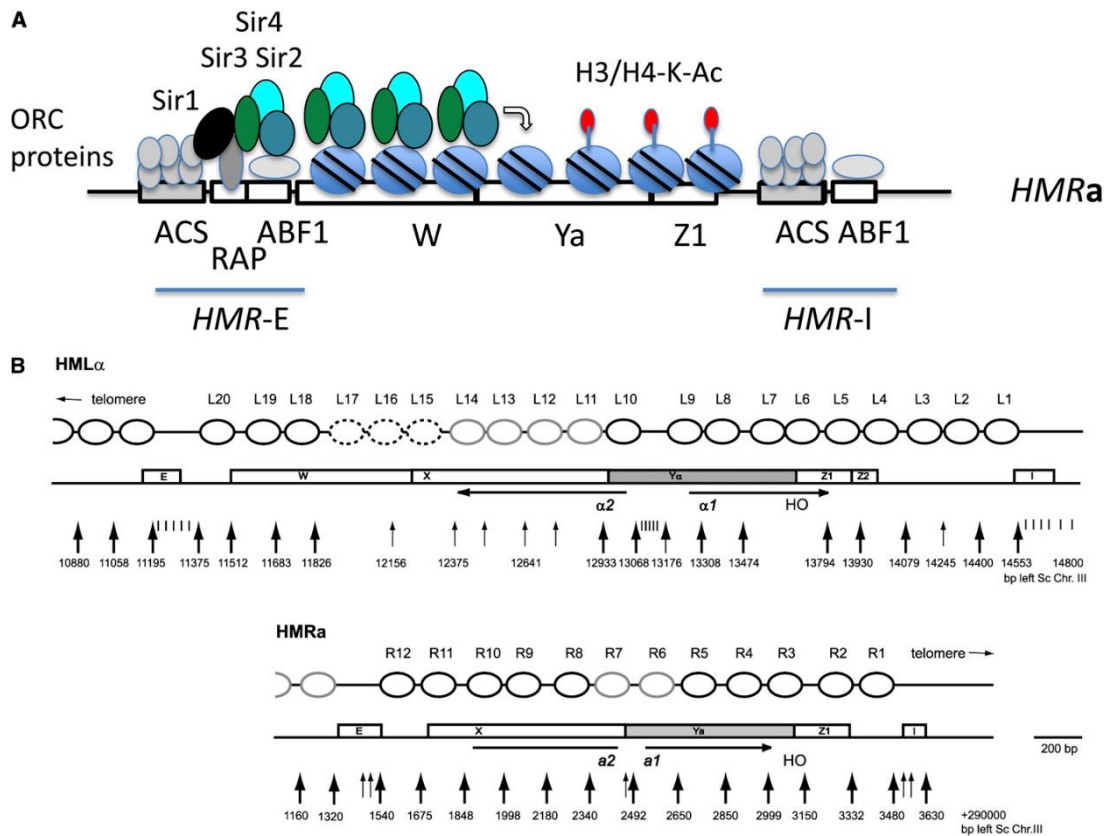 A
Sir4
Sir3 Sir2
Sir1
H3/H4-K-Ac
ORC
proteins
HMRa
ACS ABF1 W Ya Z1 ACS ABF1
RAP
HMR-E HMR-I
B
HMLα
← telomere L20 L19 L18 L17 L16 L15 L14 L13 L12 L11 L10 L9 L8 L7 L6 L5 L4 L3 L2 L1
E W X Yα Z1 Z2 I
α2 α1 HO
10880 11058 11195 11375 11512 11683 11826 12156 12375 12641 12933 13068 13176 13308 13474 13794 13930 14079 14245 14400 14553 14800
bp left Sc Chr. III
HMRa
R12 R11 R10 R9 R8 R7 R6 R5 R4 R3 R2 R1 telomere →
E X Ya Z1 I
a2 a1 HO
200 bp
1160 1320 1540 1675 1848 1998 2180 2340 2492 2650 2850 2999 3150 3332 3480 3630 +290000
bp left Sc Chr.III